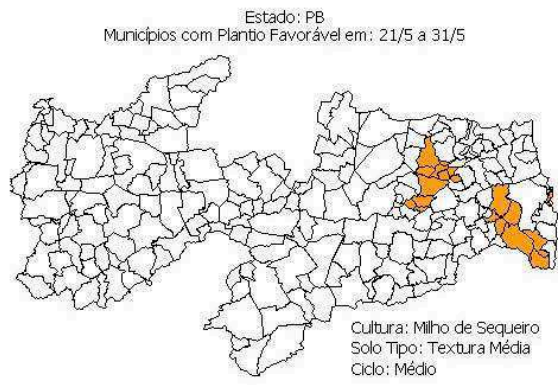 Estado: PB
Municípios com Plantio Favorável em: 21/5 a 31/5
Cultura: Milho de Sequeiro
Solo Tipo: Textura Média
Ciclo: Médio